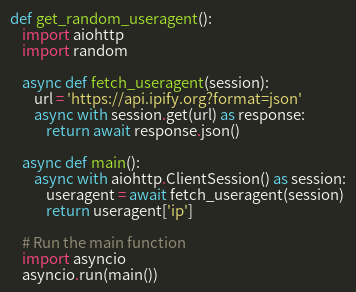 def get_random_useragent():
    import aiohttp
    import random

    async def fetch_useragent(session):
        url = 'https://api.ipify.org?format=json'
        async with session.get(url) as response:
            return await response.json()

    async def main():
        async with aiohttp.ClientSession() as session:
            useragent = await fetch_useragent(session)
            return useragent['ip']

    # Run the main function
    import asyncio
    asyncio.run(main())